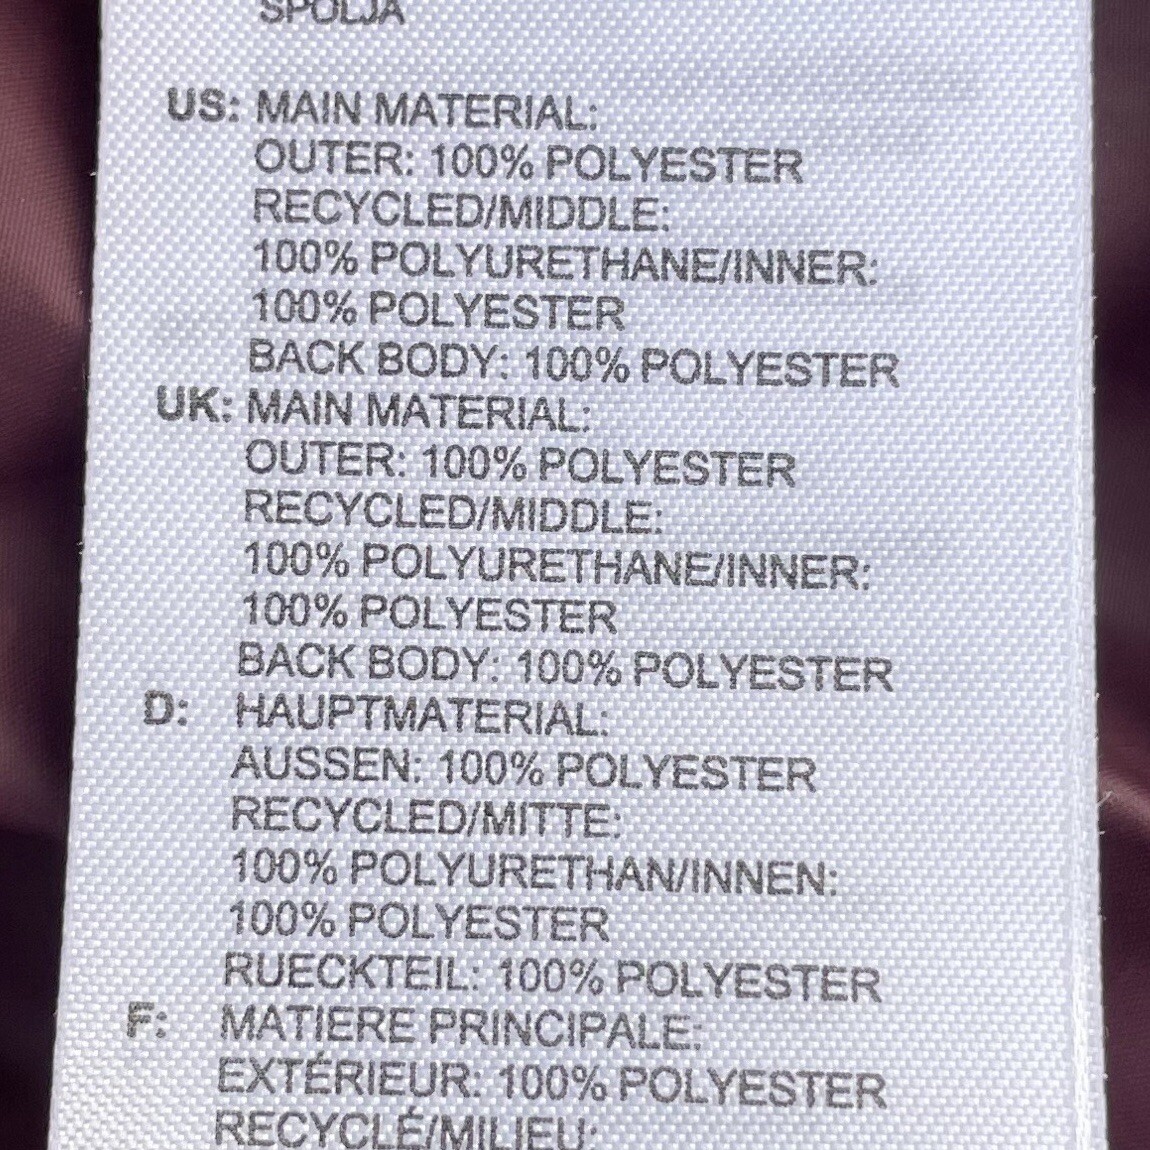 SPOLJA
US: MAIN MATERIAL:
OUTER: 100% POLYESTER
RECYCLED/MIDDLE:
100% POLYURETHANE/INNER:
100% POLYESTER
BACK BODY: 100% POLYESTER
UK: MAIN MATERIAL:
OUTER: 100% POLYESTER
RECYCLED/MIDDLE:
100% POLYURETHANE/INNER:
100% POLYESTER
BACK BODY: 100% POLYESTER
D: HAUPTMATERIAL:
AUSSEN: 100% POLYESTER
RECYCLED/MITTE:
100% POLYURETHAN/INNEN:
100% POLYESTER
RUECKTEIL: 100% POLYESTER
F: MATIERE PRINCIPALE:
EXTÉRIEUR: 100% POLYESTER
RECYCLÉ/MILIEU: